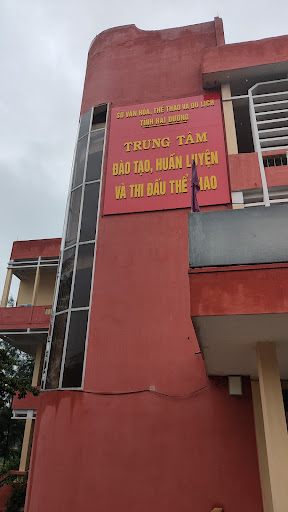 SỞ VĂN HÓA, THỂ THAO VÀ DU LỊCH
TỈNH HẢI DƯƠNG
TRUNG TÂM
ĐÀO TẠO, HUẤN LUYỆN
VÀ THI ĐẤU THỂ THAO